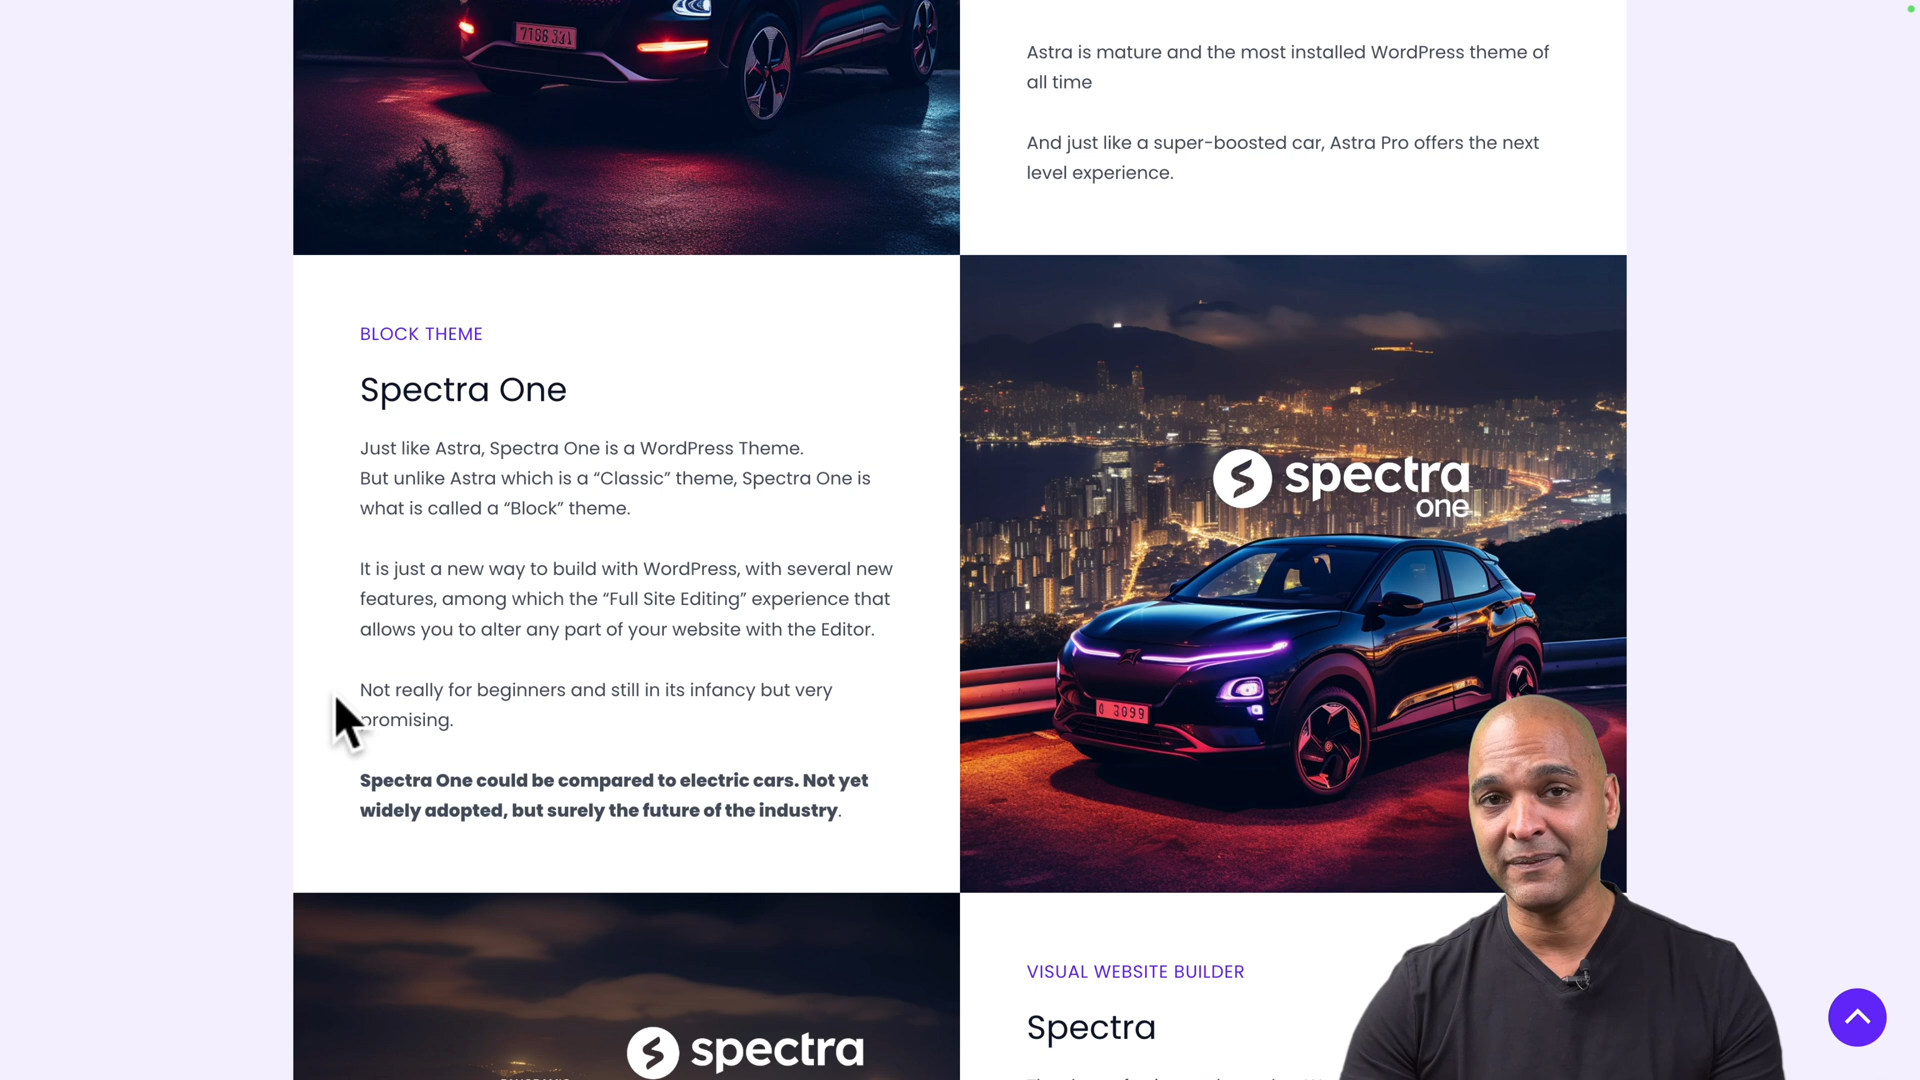 7166 331
Astra is mature and the most installed WordPress theme of
all time
And just like a super-boosted car, Astra Pro offers the next
level experience.
BLOCK THEME
Spectra One
Just like Astra, Spectra One is a WordPress Theme.
But unlike Astra which is a “Classic” theme, Spectra One is
what is called a “Block” theme.
It is just a new way to build with WordPress, with several new
features, among which the “Full Site Editing” experience that
allows you to alter any part of your website with the Editor.
Not really for beginners and still in its infancy but very
promising.
Spectra One could be compared to electric cars. Not yet
widely adopted, but surely the future of the industry.
spectra
one
3099
spectra
VISUAL WEBSITE BUILDER
Spectra